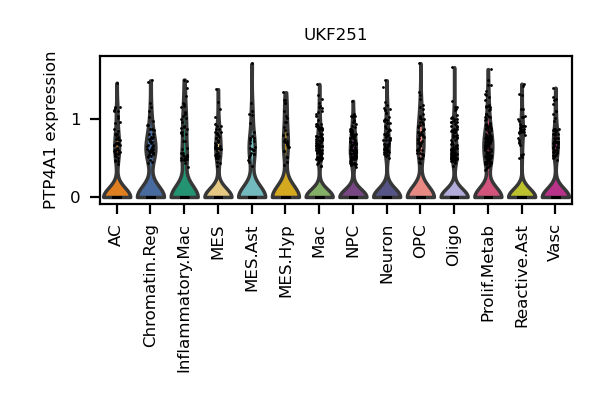 UKF251
PTP4A1 expression
1
0
AC
Chromatin.Reg
Inflammatory.Mac
MES
MES.Ast
MES.Hyp
Mac
NPC
Neuron
OPC
Oligo
Prolif.Metab
Reactive.Ast
Vasc